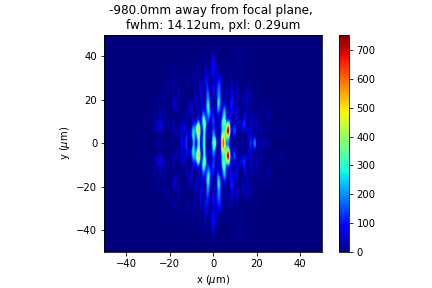 -980.0mm away from focal plane,
fwhm: 14.12um, pxl: 0.29um
y (μm)
40
20
0
−20
−40
−40 −20 0 20 40
x (μm)
700
600
500
400
300
200
100
0